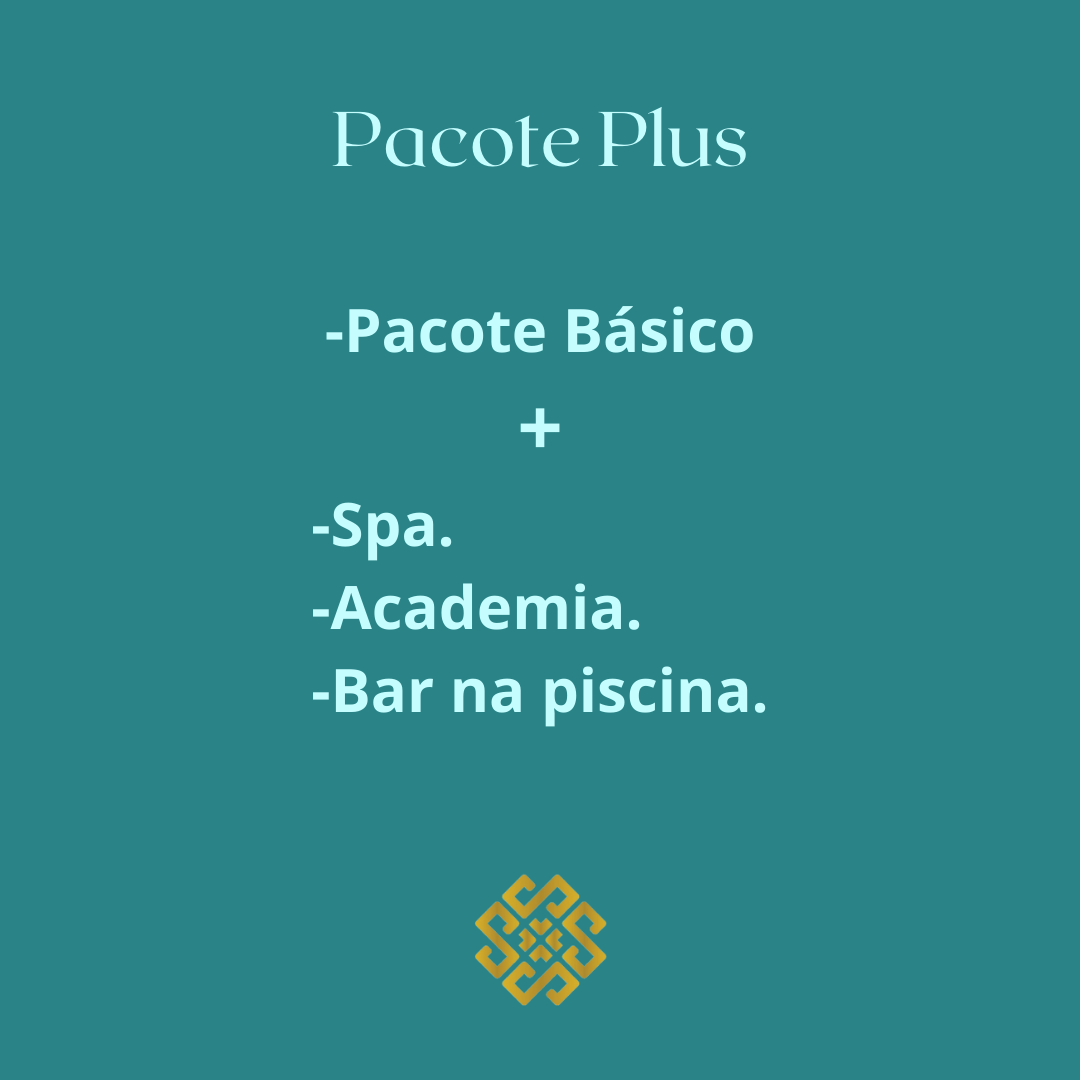 Pacote Plus
-Pacote Básico
+
-Spa.
-Academia.
-Bar na piscina.